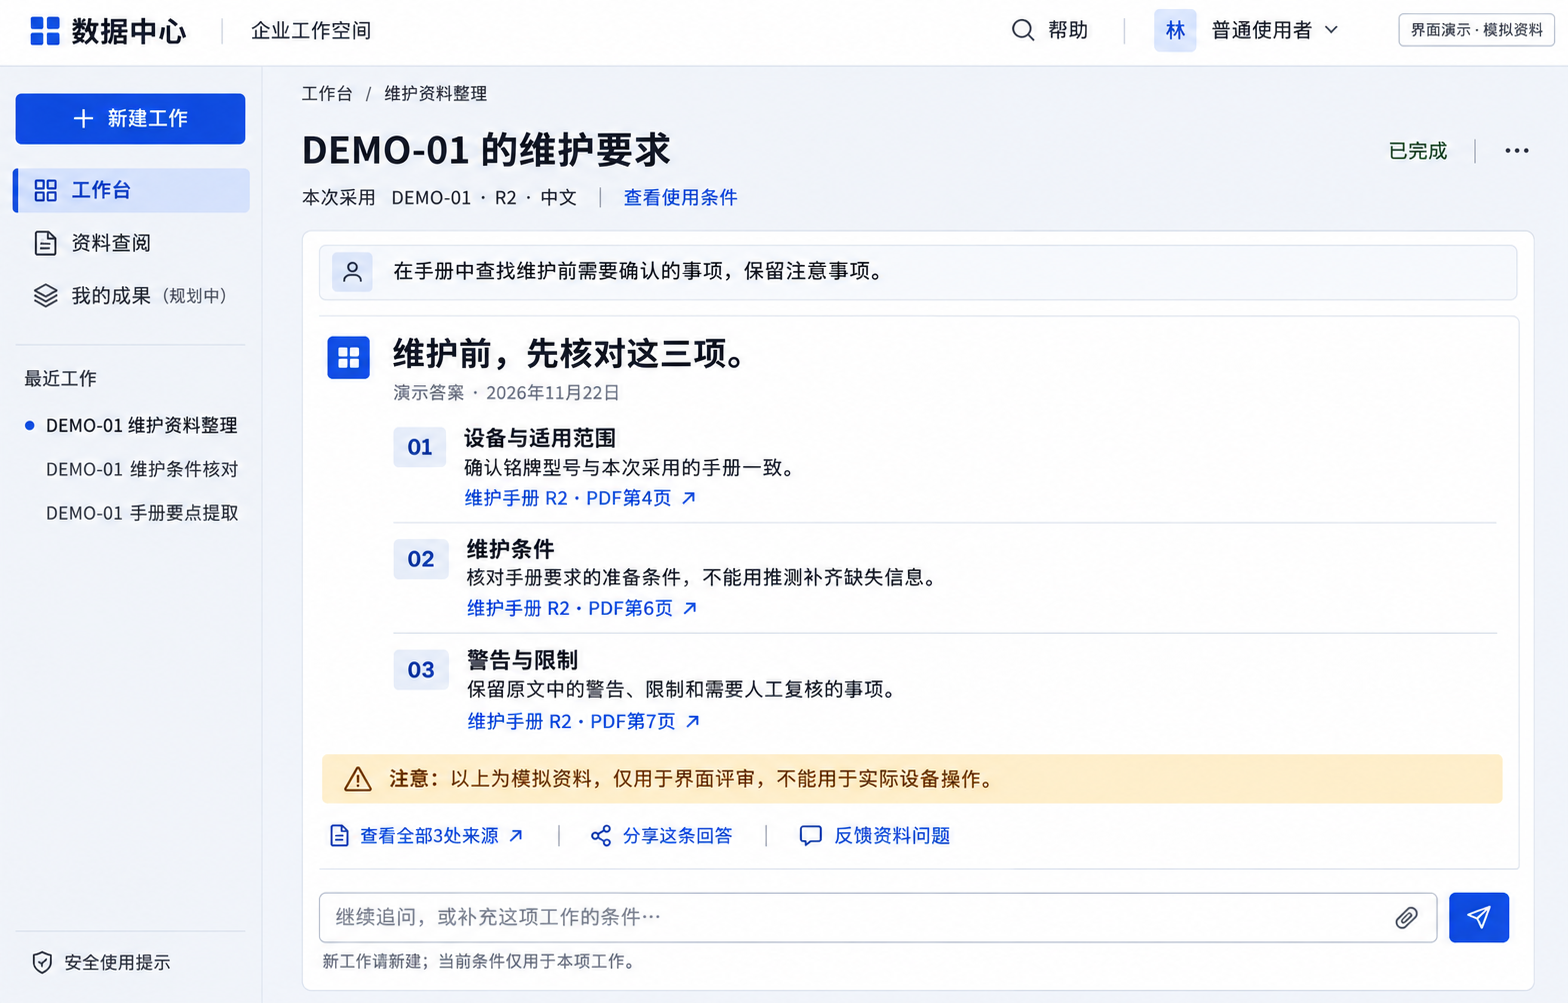 数据中心
企业工作空间
帮助
林
普通使用者
界面演示 · 模拟资料
新建工作
工作台
资料查阅
我的成果（规划中）
最近工作
DEMO-01 维护资料整理
DEMO-01 维护条件核对
DEMO-01 手册要点提取
安全使用提示
工作台 / 维护资料整理
DEMO-01 的维护要求
已完成
本次采用 DEMO-01 · R2 · 中文
查看使用条件
在手册中查找维护前需要确认的事项，保留注意事项。
维护前，先核对这三项。
演示答案 · 2026年11月22日
01
设备与适用范围
确认铭牌型号与本次采用的手册一致。
维护手册 R2 · PDF第4页
02
维护条件
核对手册要求的准备条件，不能用推测补齐缺失信息。
维护手册 R2 · PDF第6页
03
警告与限制
保留原文中的警告、限制和需要人工复核的事项。
维护手册 R2 · PDF第7页
注意：以上为模拟资料，仅用于界面评审，不能用于实际设备操作。
查看全部3处来源
分享这条回答
反馈资料问题
继续追问，或补充这项工作的条件…
新工作请新建；当前条件仅用于本项工作。